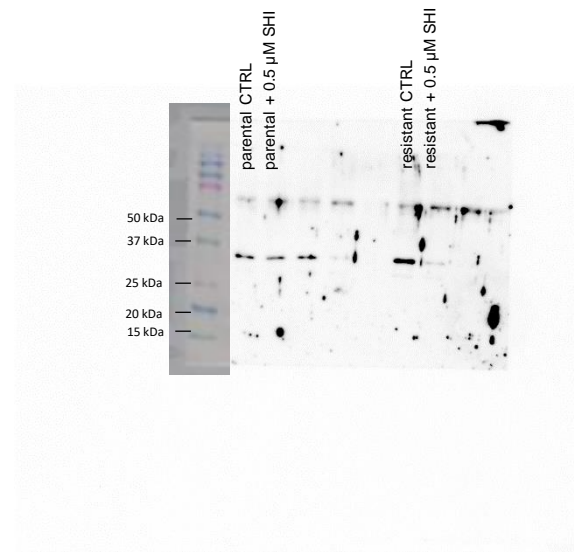 parental CTRL
parental + 0.5 µM SHI
resistant CTRL
resistant + 0.5 µM SHI
50 kDa
37 kDa
25 kDa
20 kDa
15 kDa